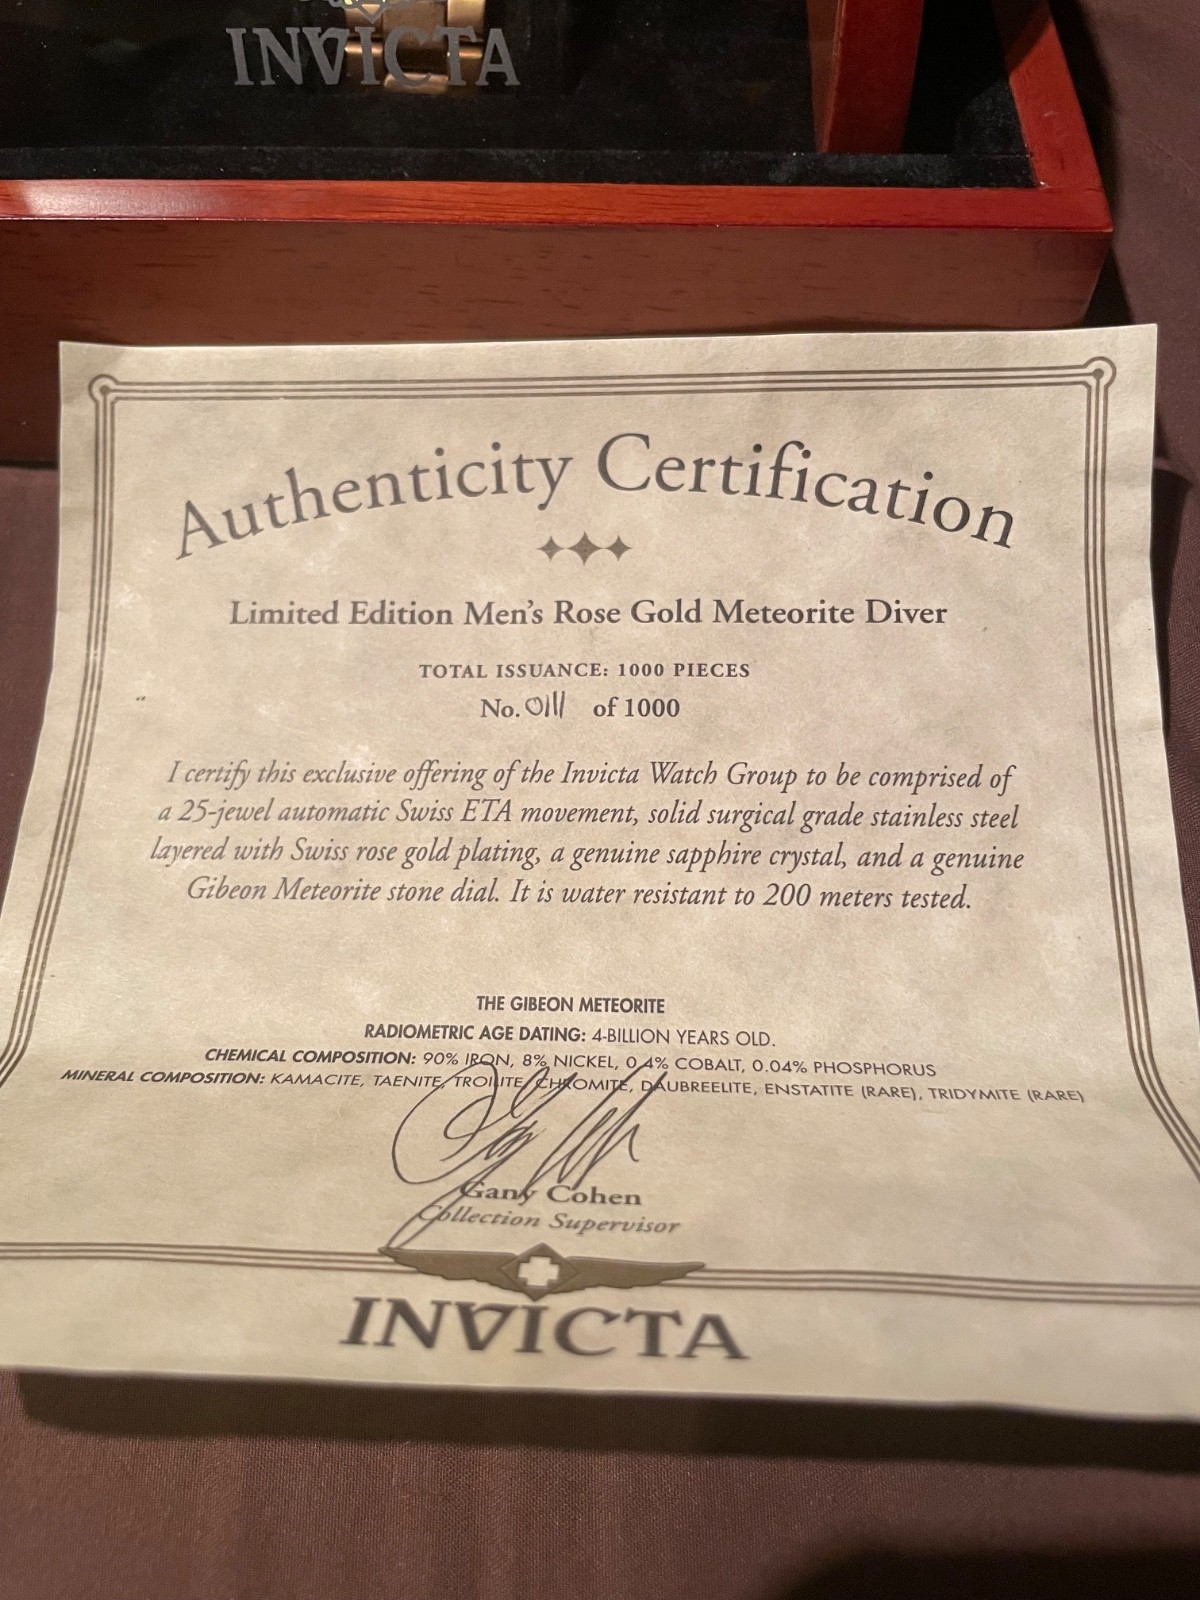 INVICTA
Authenticity Certification
Limited Edition Men's Rose Gold Meteorite Diver
TOTAL ISSUANCE: 1000 PIECES
No. 0111 of 1000
I certify this exclusive offering of the Invicta Watch Group to be comprised of
a 25-jewel automatic Swiss ETA movement, solid surgical grade stainless steel
layered with Swiss rose gold plating, a genuine sapphire crystal, and a genuine
Gibeon Meteorite stone dial. It is water resistant to 200 meters tested.
THE GIBEON METEORITE
RADIOMETRIC AGE DATING: 4-BILLION YEARS OLD.
CHEMICAL COMPOSITION: 90% IRON, 8% NICKEL, 0.4% COBALT, 0.04% PHOSPHORUS
MINERAL COMPOSITION: KAMACITE, TAENITE, TROILITE, CHROMITE, DAUBREELITE, ENSTATITE (RARE), TRIDYMITE (RARE)
Gany Cohen
Collection Supervisor
INVICTA